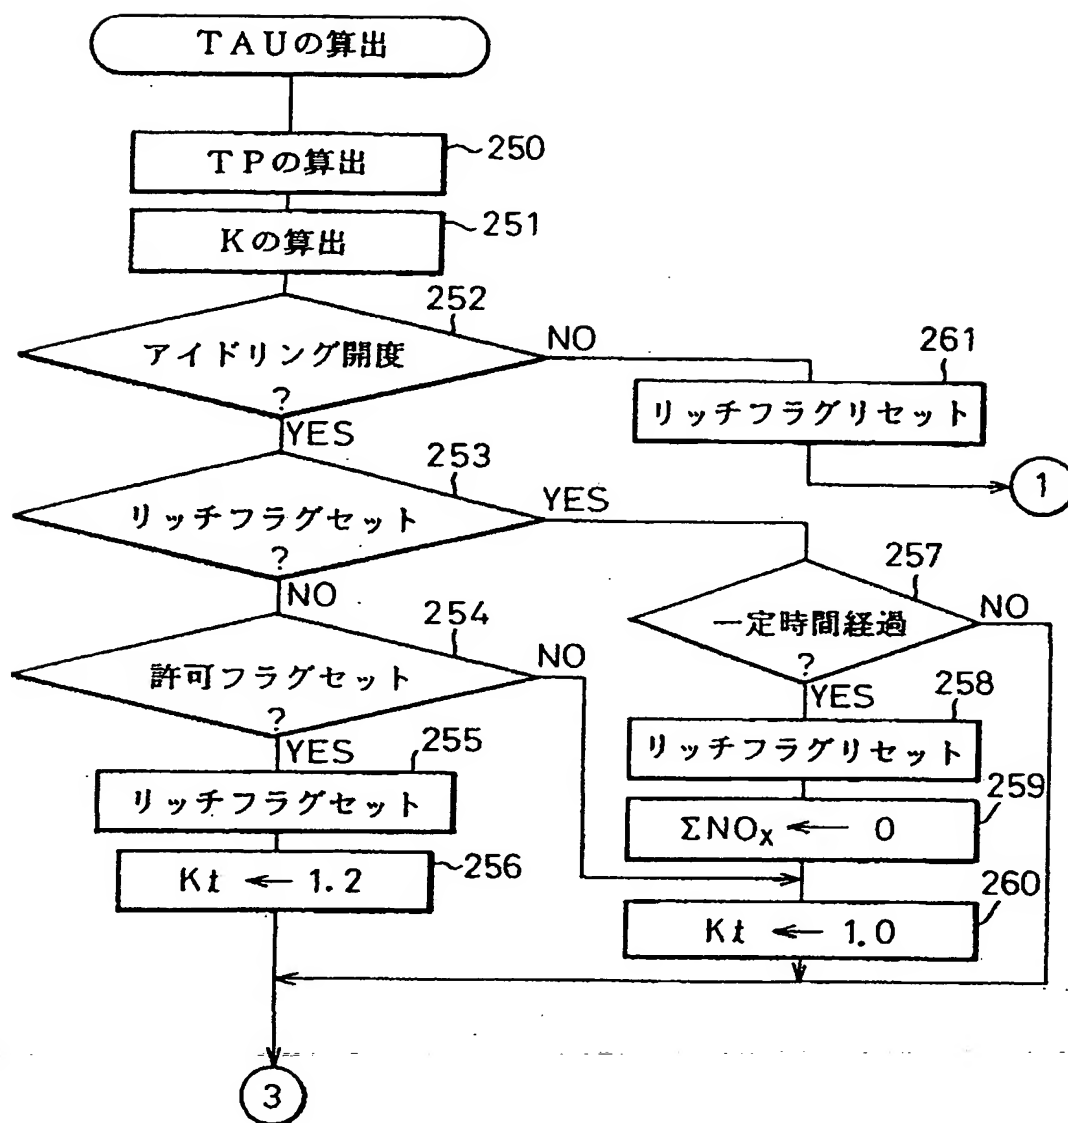 TAUの算出
TPの算出
250
Kの算出
251
252
アイドリング開度
?
NO
YES
261
リッチフラグリセット
1
253
リッチフラグセット
?
YES
NO
257
一定時間経過
?
NO
YES
254
許可フラグセット
?
NO
YES
258
リッチフラグリセット
255
リッチフラグセット
259
ΣNOx ← 0
256
Kt ← 1.2
260
Kt ← 1.0
3